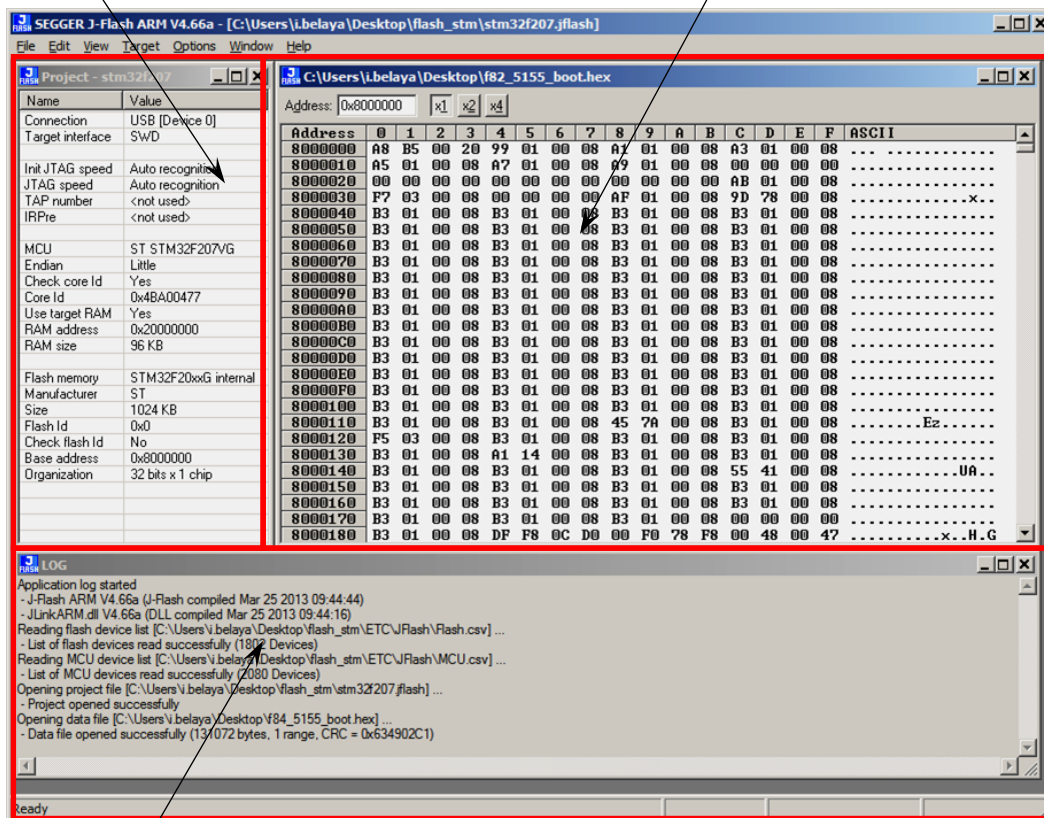 SEGGER J-Flash ARM V4.66a - [C:\Users\i.belaya\Desktop\flash_stm\stm32f207.jflash]
File Edit View Target Options Window Help
Project - stm32f207
Name Value
Connection USB [Device 0]
Target interface SWD
Init JTAG speed Auto recognition
JTAG speed Auto recognition
TAP number <not used>
IRPre <not used>
MCU ST STM32F207VG
Endian Little
Check core Id Yes
Core Id 0x4BA00477
Use target RAM Yes
RAM address 0x20000000
RAM size 96 KB
Flash memory STM32F20xxG internal
Manufacturer ST
Size 1024 KB
Flash Id 0x0
Check flash Id No
Base address 0x8000000
Organization 32 bits x 1 chip
C:\Users\i.belaya\Desktop\f82_5155_boot.hex
Address: 0x8000000 x1 x2 x4
Address 0 1 2 3 4 5 6 7 8 9 A B C D E F ASCII
8000000 A8 B5 00 20 99 01 00 08 A1 01 00 08 A3 01 00 08 ... ............
8000010 A5 01 00 08 A7 01 00 08 A9 01 00 08 00 00 00 00 ................
8000020 00 00 00 00 00 00 00 00 00 00 00 00 AB 01 00 08 ................
8000030 F7 03 00 08 00 00 00 00 AF 01 00 08 9D 78 00 08 .............x..
8000040 B3 01 00 08 B3 01 00 08 B3 01 00 08 B3 01 00 08 ................
8000050 B3 01 00 08 B3 01 00 08 B3 01 00 08 B3 01 00 08 ................
8000060 B3 01 00 08 B3 01 00 08 B3 01 00 08 B3 01 00 08 ................
8000070 B3 01 00 08 B3 01 00 08 B3 01 00 08 B3 01 00 08 ................
8000080 B3 01 00 08 B3 01 00 08 B3 01 00 08 B3 01 00 08 ................
8000090 B3 01 00 08 B3 01 00 08 B3 01 00 08 B3 01 00 08 ................
80000A0 B3 01 00 08 B3 01 00 08 B3 01 00 08 B3 01 00 08 ................
80000B0 B3 01 00 08 B3 01 00 08 B3 01 00 08 B3 01 00 08 ................
80000C0 B3 01 00 08 B3 01 00 08 B3 01 00 08 B3 01 00 08 ................
80000D0 B3 01 00 08 B3 01 00 08 B3 01 00 08 B3 01 00 08 ................
80000E0 B3 01 00 08 B3 01 00 08 B3 01 00 08 B3 01 00 08 ................
80000F0 B3 01 00 08 B3 01 00 08 B3 01 00 08 B3 01 00 08 ................
8000100 B3 01 00 08 B3 01 00 08 B3 01 00 08 B3 01 00 08 ................
8000110 B3 01 00 08 B3 01 00 08 45 7A 00 08 B3 01 00 08 ........Ez......
8000120 F5 03 00 08 B3 01 00 08 B3 01 00 08 B3 01 00 08 ................
8000130 B3 01 00 08 A1 14 00 08 B3 01 00 08 B3 01 00 08 ................
8000140 B3 01 00 08 B3 01 00 08 B3 01 00 08 55 41 00 08 ............UA..
8000150 B3 01 00 08 B3 01 00 08 B3 01 00 08 B3 01 00 08 ................
8000160 B3 01 00 08 B3 01 00 08 B3 01 00 08 B3 01 00 08 ................
8000170 B3 01 00 08 B3 01 00 08 B3 01 00 08 00 00 00 00 ................
8000180 B3 01 00 08 DF F8 0C D0 00 F0 78 F8 00 48 00 47 ..........x..H.G
LOG
Application log started
- J-Flash ARM V4.66a (J-Flash compiled Mar 25 2013 09:44:44)
- JLinkARM.dll V4.66a (DLL compiled Mar 25 2013 09:44:16)
Reading flash device list [C:\Users\i.belaya\Desktop\flash_stm\ETC\JFlash\Flash.csv] ...
- List of flash devices read successfully (1802 Devices)
Reading MCU device list [C:\Users\i.belaya\Desktop\flash_stm\ETC\JFlash\MCU.csv] ...
- List of MCU devices read successfully (2080 Devices)
Opening project file [C:\Users\i.belaya\Desktop\flash_stm\stm32f207.jflash] ...
- Project opened successfully
Opening data file [C:\Users\i.belaya\Desktop\f84_5155_boot.hex] ...
- Data file opened successfully (131072 bytes, 1 range, CRC = 0x634902C1)
Ready